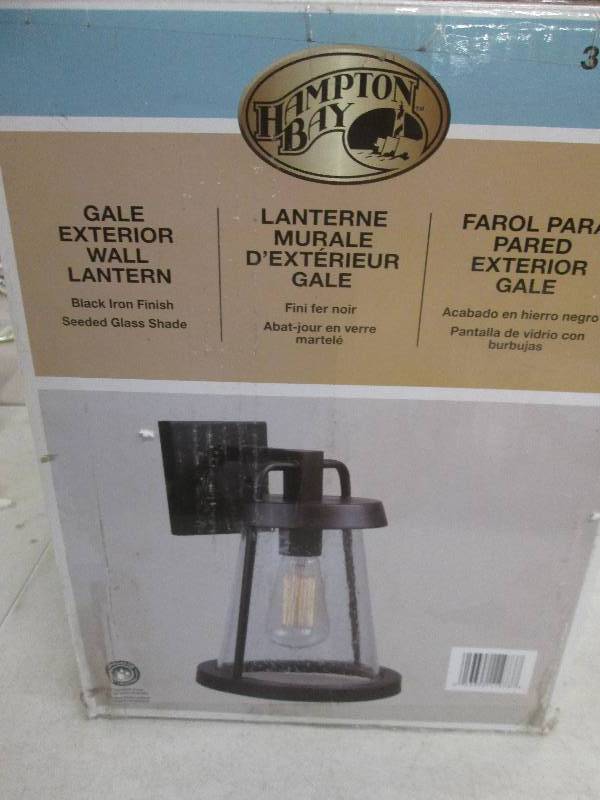 3
HAMPTON
BAY
TM
GALE
EXTERIOR
WALL
LANTERN
Black Iron Finish
Seeded Glass Shade
LANTERNE
MURALE
D'EXTÉRIEUR
GALE
Fini fer noir
Abat-jour en verre
martelé
FAROL PARA
PARED
EXTERIOR
GALE
Acabado en hierro negro
Pantalla de vidrio con
burbujas